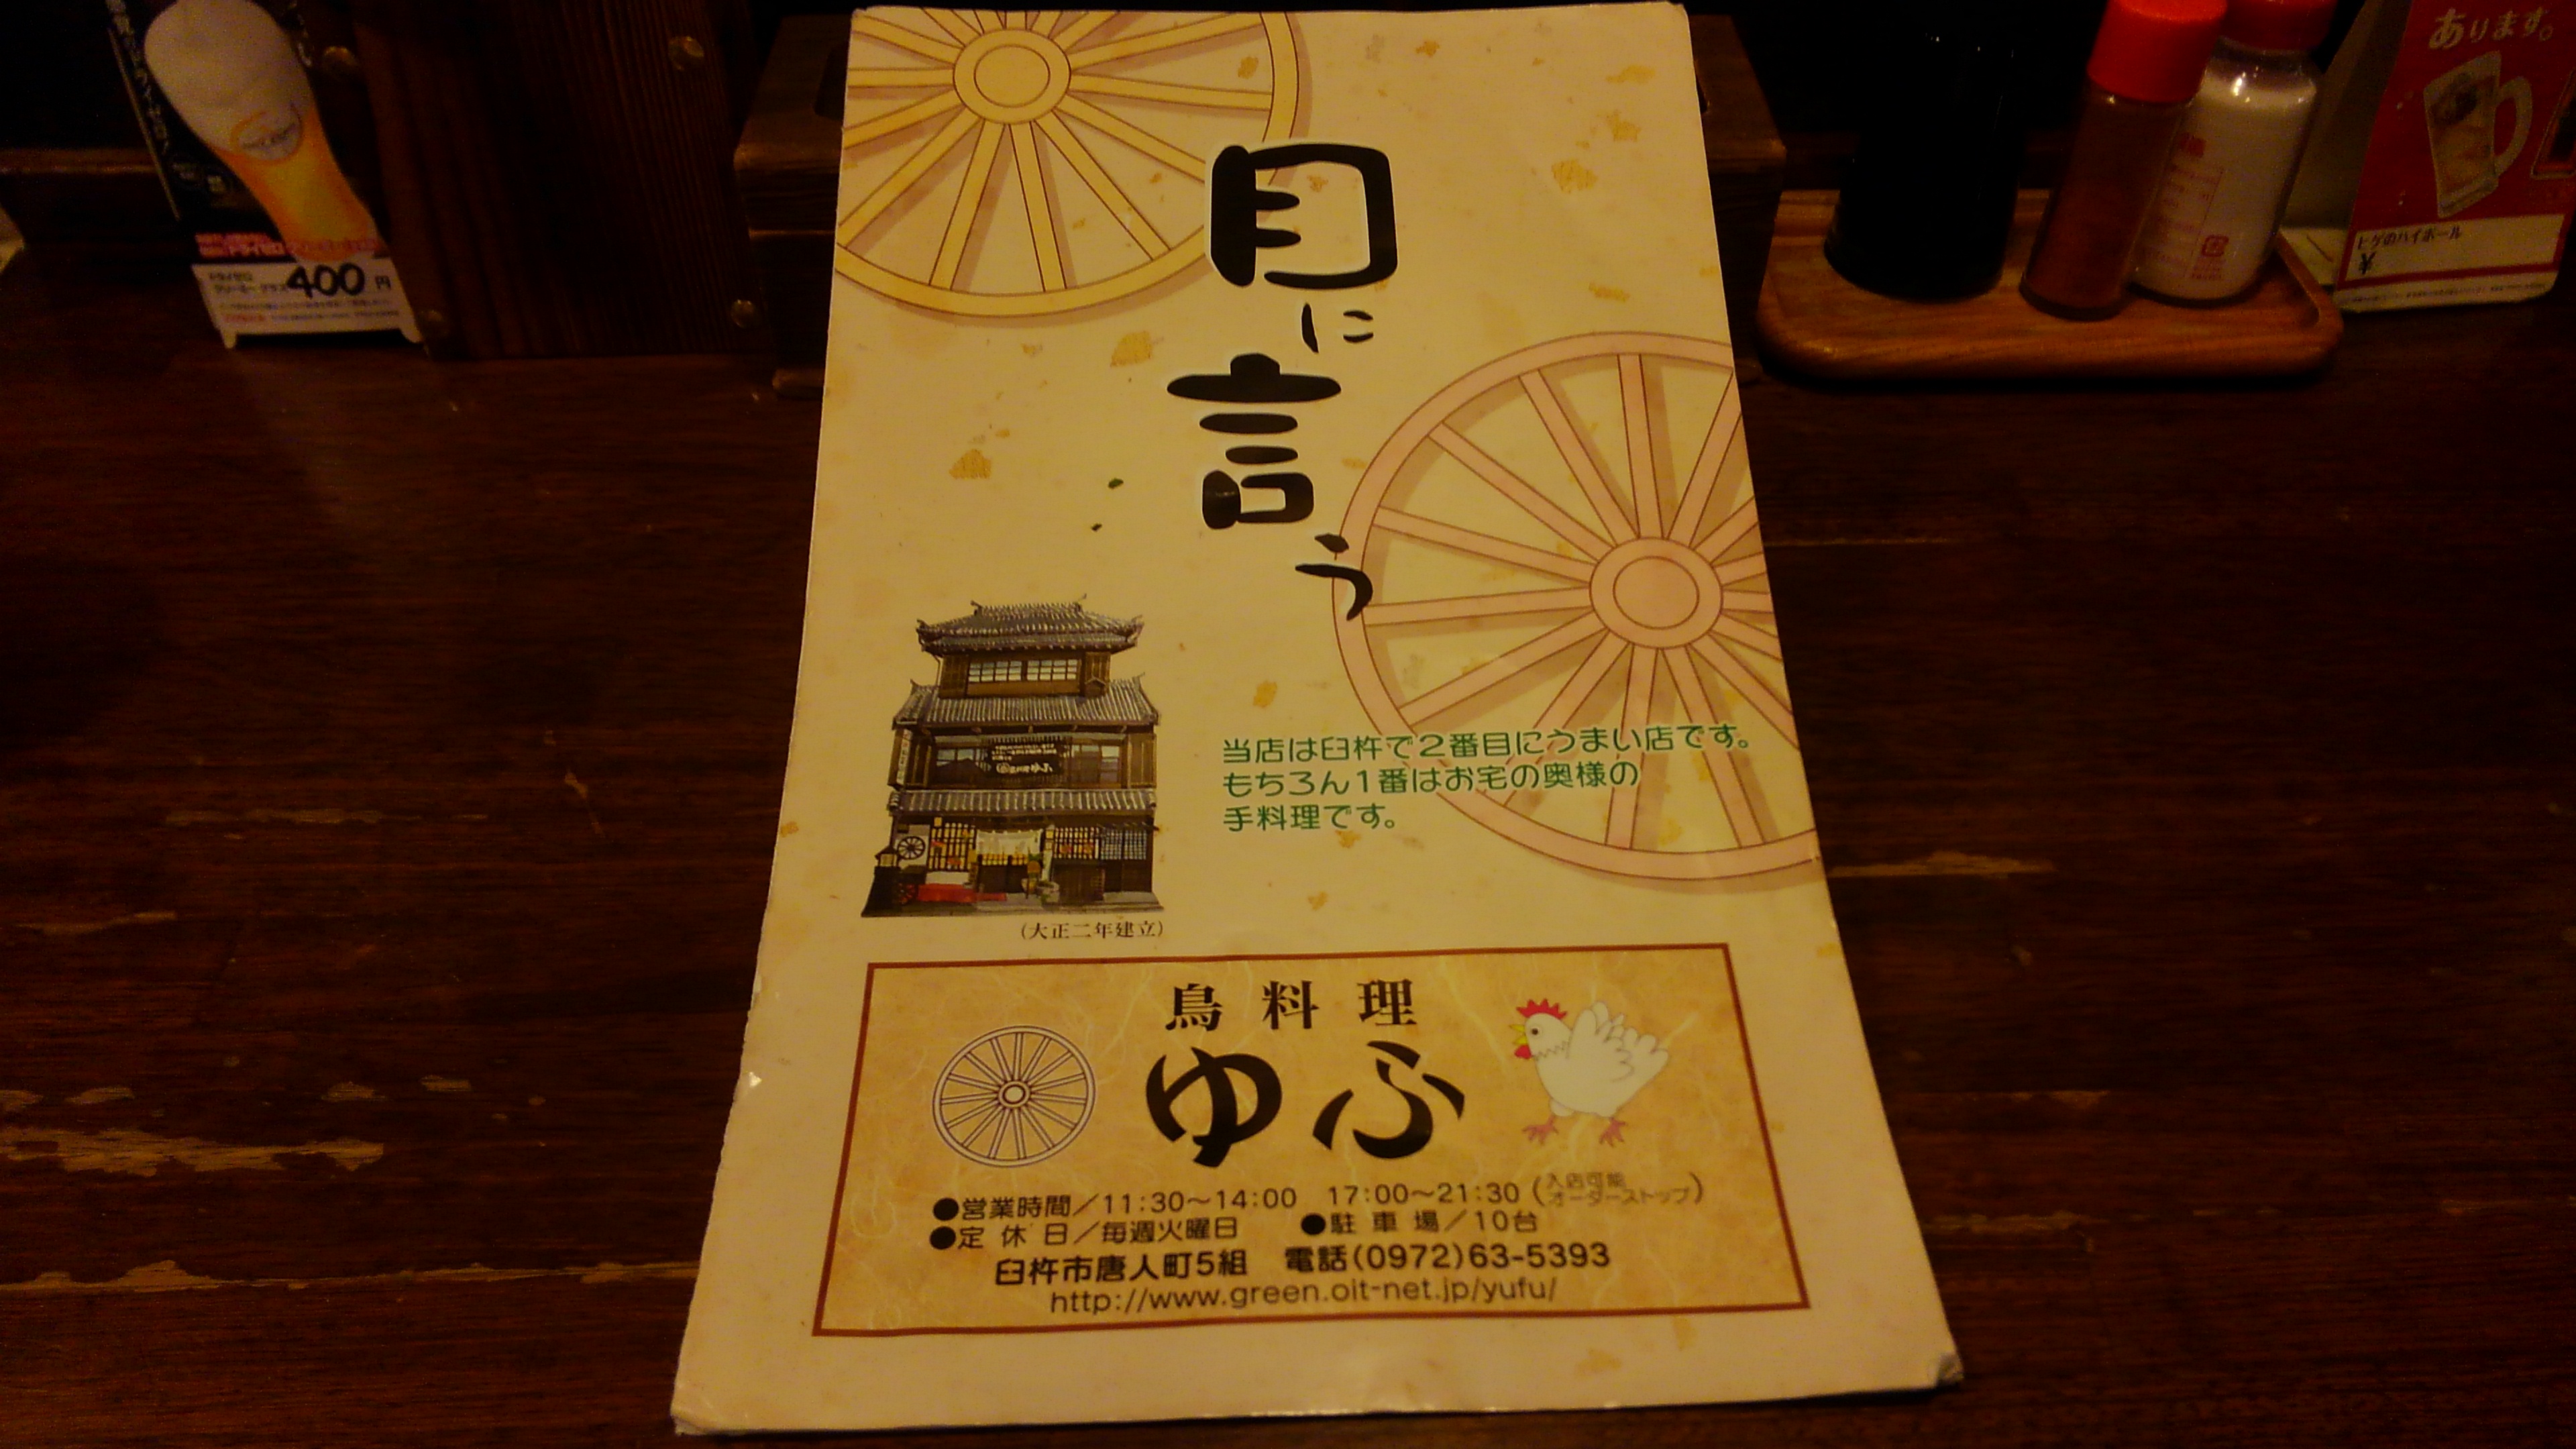 目に言う
当店は臼杵で2番目にうまい店です。
もちろん1番はお宅の奥様の
手料理です。
(大正二年建立)
鳥料理
ゆふ
●営業時間/11:30〜14:00 17:00〜21:30(入店可能オーダーストップ)
●定休日/毎週火曜日 ●駐車場/10台
臼杵市唐人町5組 電話(0972)63-5393
http://www.green.oit-net.jp/yufu/
400円
あります。
ヒゲのハイボール
¥